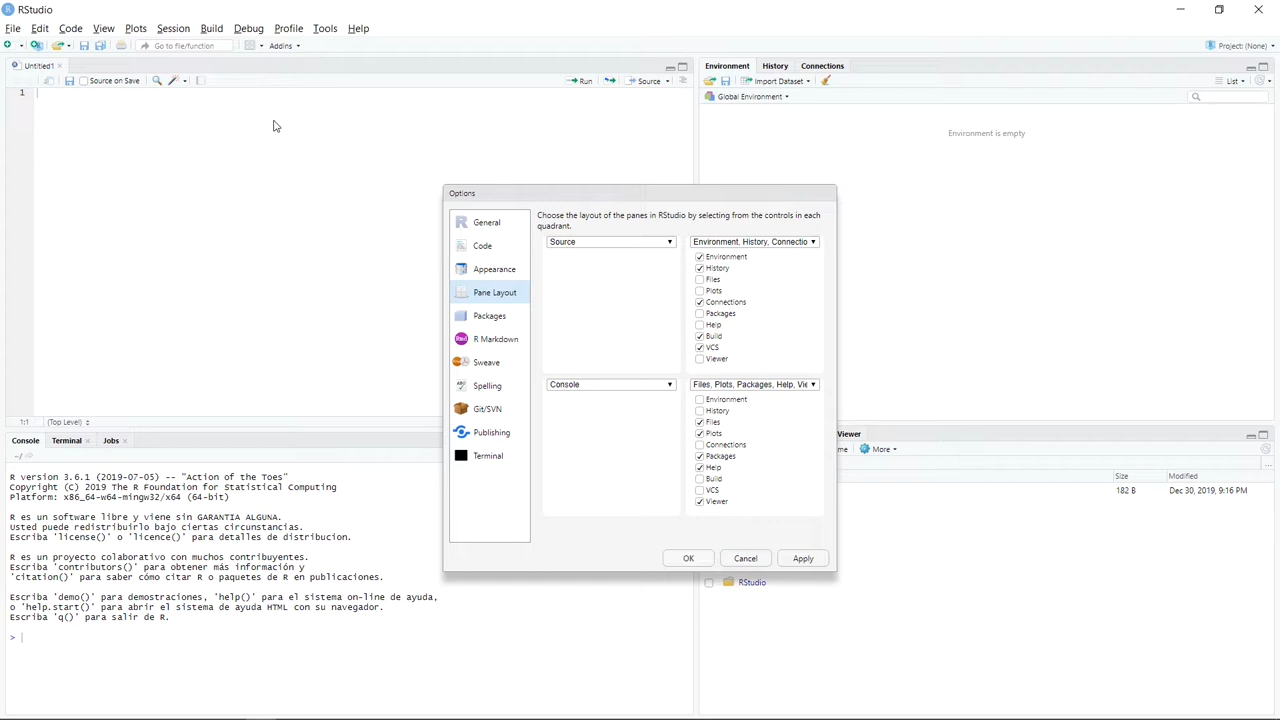 RStudio
File Edit Code View Plots Session Build Debug Profile Tools Help
Go to file/function Addins Project: (None)
Untitled1
Source on Save Run Source
1
1:1 (Top Level)
Environment History Connections
Import Dataset List
Global Environment
Environment is empty
Options
General
Code
Appearance
Pane Layout
Packages
R Markdown
Sweave
Spelling
Git/SVN
Publishing
Terminal
Choose the layout of the panes in RStudio by selecting from the controls in each
quadrant.
Source
Environment, History, Connectio
Environment
History
Files
Plots
Connections
Packages
Help
Build
VCS
Viewer
Console
Files, Plots, Packages, Help, Vie
Environment
History
Files
Plots
Connections
Packages
Help
Build
VCS
Viewer
OK Cancel Apply
Console Terminal Jobs
~/
R version 3.6.1 (2019-07-05) -- "Action of the Toes"
Copyright (C) 2019 The R Foundation for Statistical Computing
Platform: x86_64-w64-mingw32/x64 (64-bit)
R es un software libre y viene sin GARANTIA ALGUNA.
Usted puede redistribuirlo bajo ciertas circunstancias.
Escriba 'license()' o 'licence()' para detalles de distribucion.
R es un proyecto colaborativo con muchos contribuyentes.
Escriba 'contributors()' para obtener más información y
'citation()' para saber cómo citar R o paquetes de R en publicaciones.
Escriba 'demo()' para demostraciones, 'help()' para el sistema on-line de ayuda,
o 'help.start()' para abrir el sistema de ayuda HTML con su navegador.
Escriba 'q()' para salir de R.
>
Viewer
me More
...
Size Modified
182 B Dec 30, 2019, 9:16 PM
RStudio